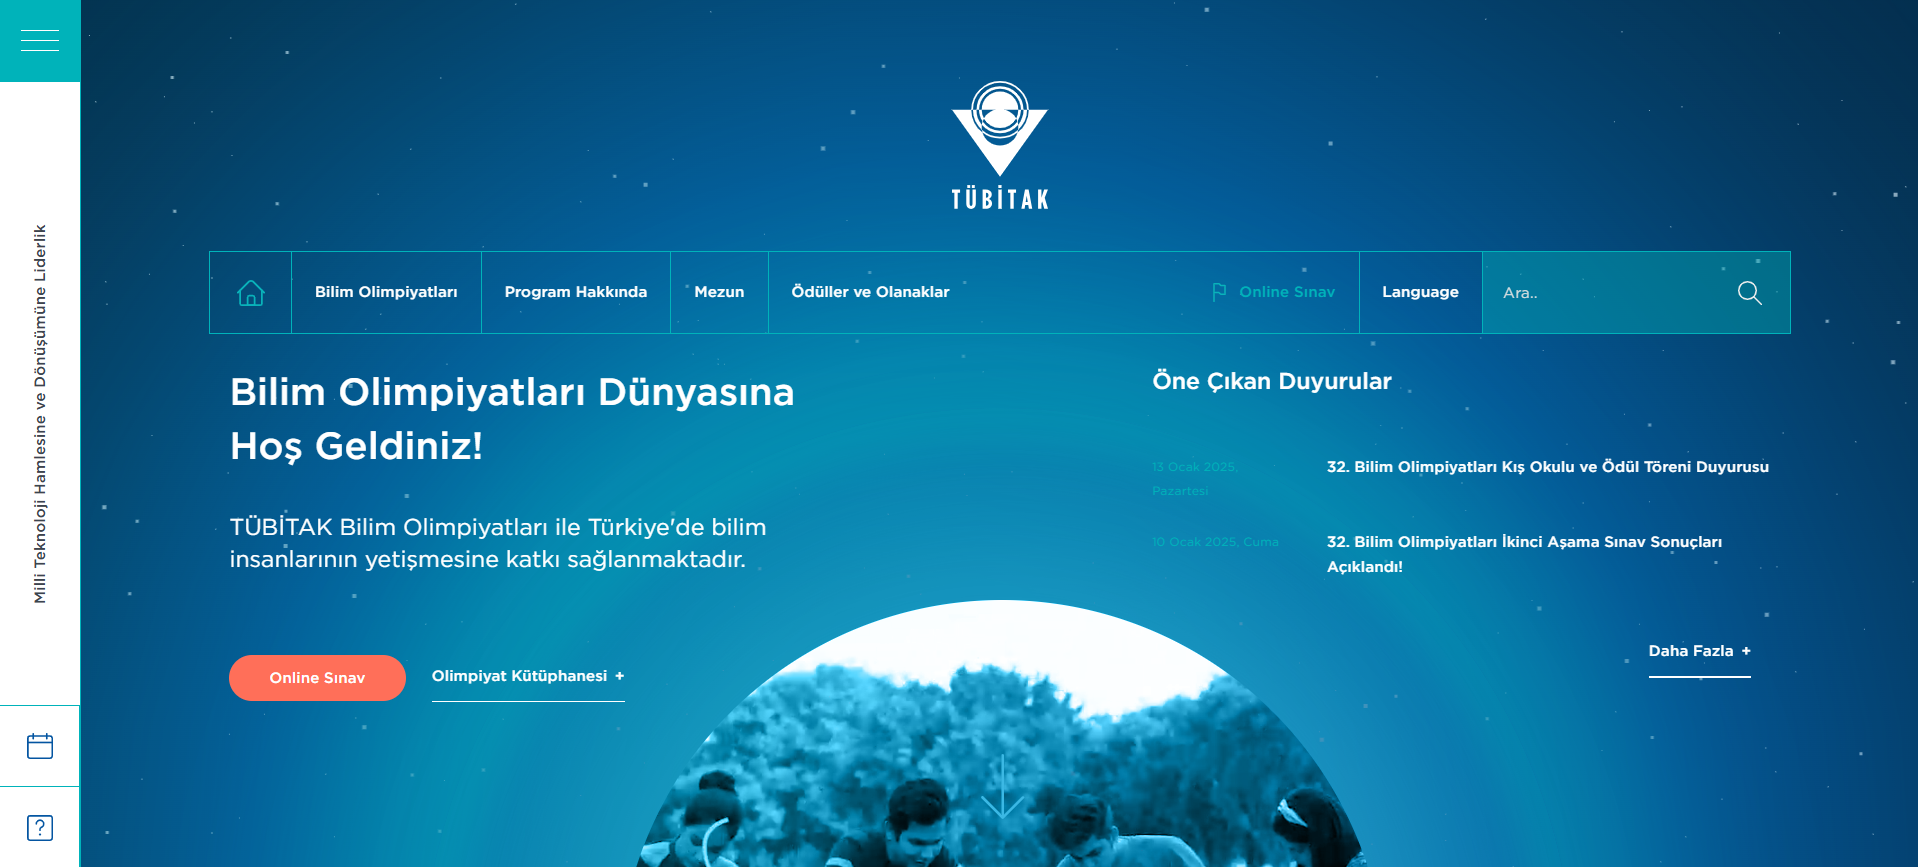 TÜBİTAK
Milli Teknoloji Hamlesine ve Dönüşümüne Liderlik
Bilim Olimpiyatları
Program Hakkında
Mezun
Ödüller ve Olanaklar
Online Sınav
Language
Ara..
Bilim Olimpiyatları Dünyasına
Hoş Geldiniz!
TÜBİTAK Bilim Olimpiyatları ile Türkiye'de bilim
insanlarının yetişmesine katkı sağlanmaktadır.
Online Sınav
Olimpiyat Kütüphanesi +
Öne Çıkan Duyurular
13 Ocak 2025,
Pazartesi
32. Bilim Olimpiyatları Kış Okulu ve Ödül Töreni Duyurusu
10 Ocak 2025, Cuma
32. Bilim Olimpiyatları İkinci Aşama Sınav Sonuçları
Açıklandı!
Daha Fazla +